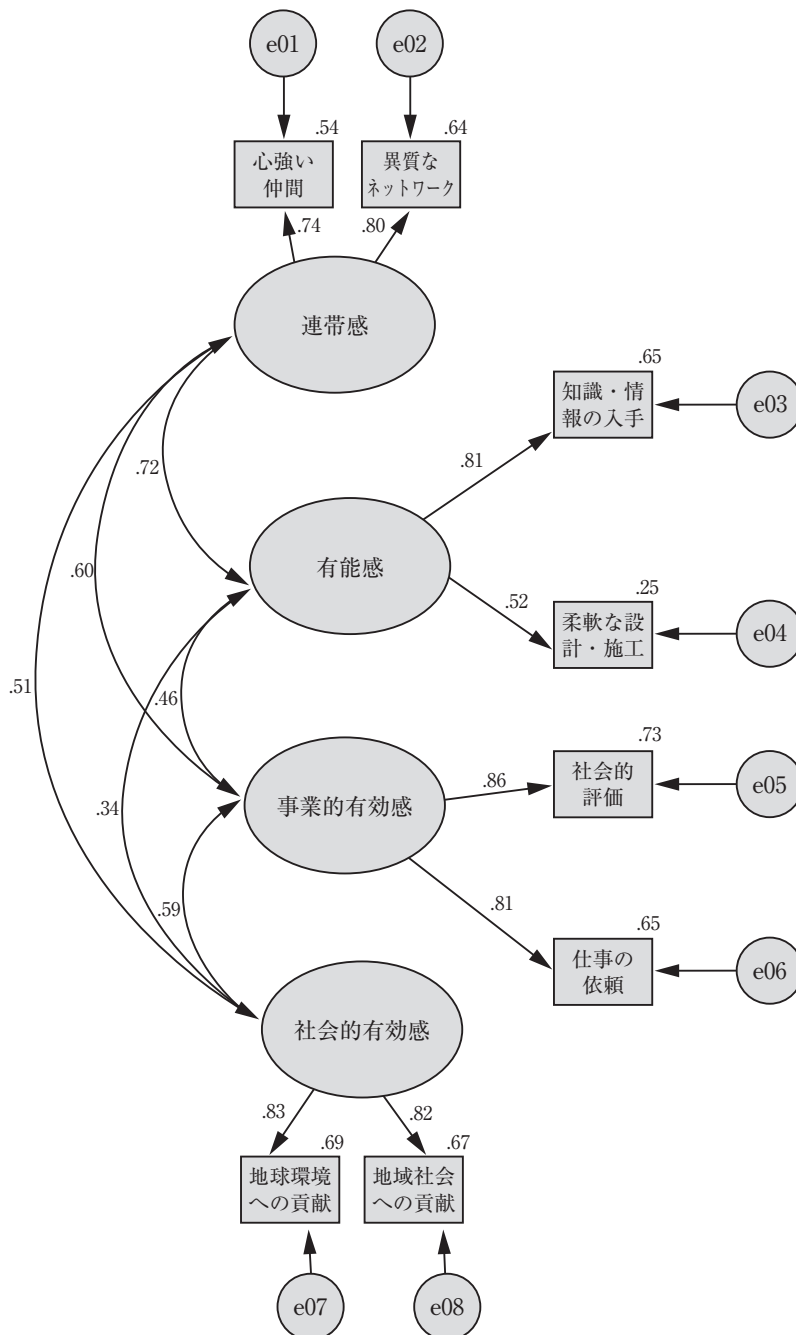 e01
e02
.54
.64
心強い
仲間
異質な
ネットワーク
.74
.80
連帯感
.65
知識・情
報の入手
e03
.81
.72
有能感
.60
.52
.25
柔軟な設
計・施工
e04
.51
.46
.73
社会的
評価
e05
.86
事業的有効感
.34
.59
.81
.65
仕事の
依頼
e06
社会的有効感
.83
.82
.69
.67
地球環境
への貢献
地域社会
への貢献
e07
e08